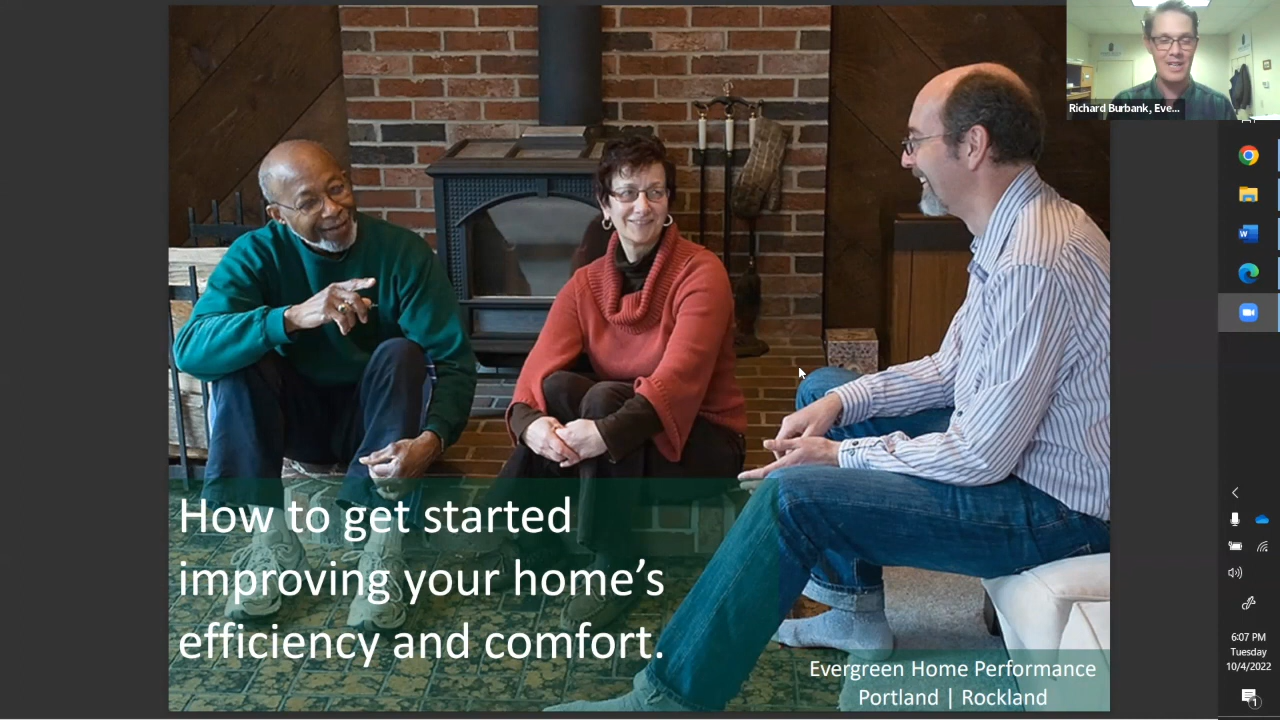 Richard Burbank, Eve...
How to get started
improving your home’s
efficiency and comfort.
Evergreen Home Performance
Portland | Rockland
6:07 PM
Tuesday
10/4/2022
1